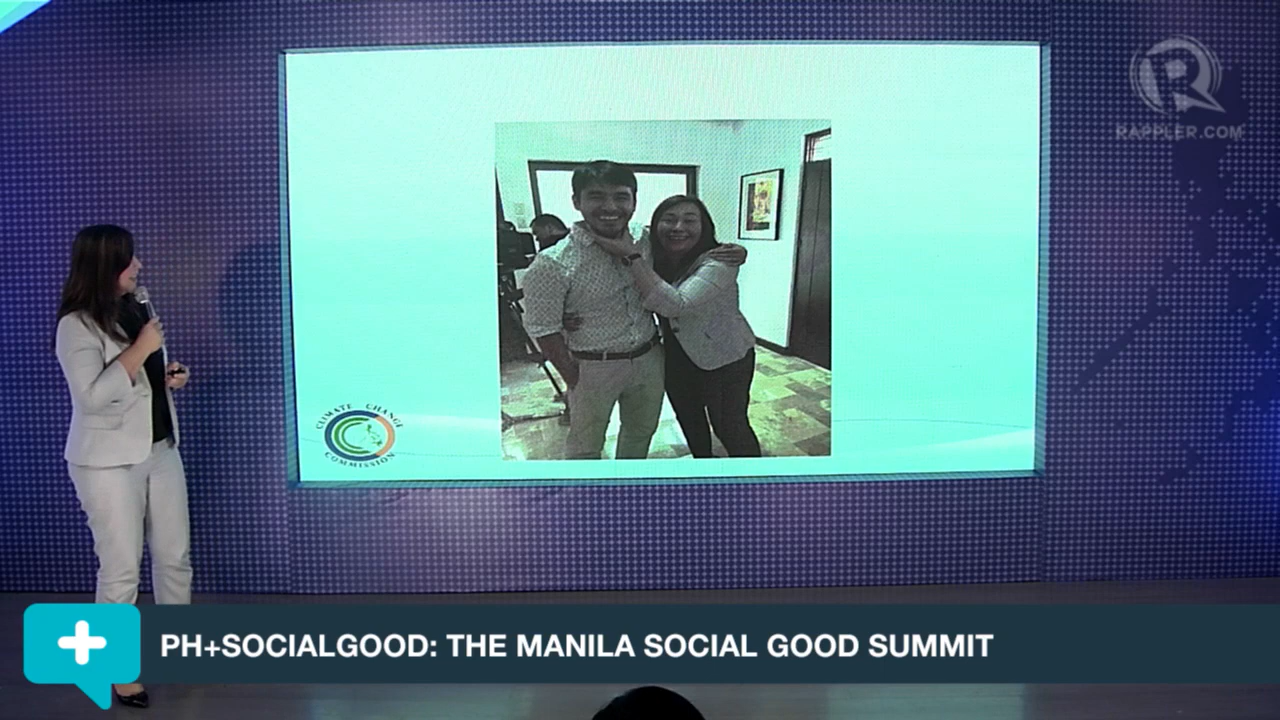 RAPPLER.COM
CLIMATE CHANGE
COMMISSION
PH+SOCIALGOOD: THE MANILA SOCIAL GOOD SUMMIT